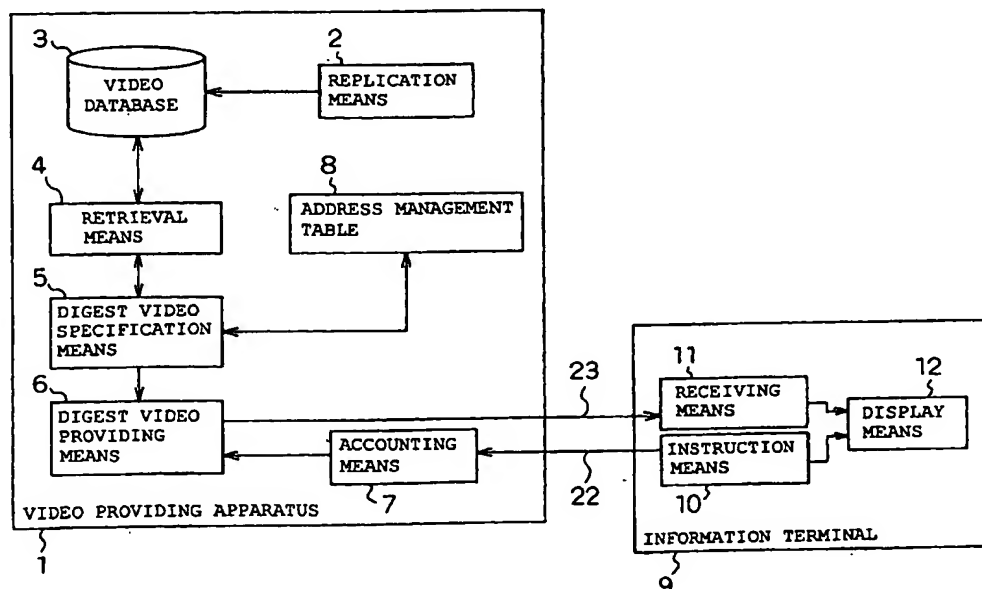 3
VIDEO
DATABASE
2
REPLICATION
MEANS
4
RETRIEVAL
MEANS
8
ADDRESS MANAGEMENT
TABLE
5
DIGEST VIDEO
SPECIFICATION
MEANS
6
DIGEST VIDEO
PROVIDING
MEANS
ACCOUNTING
MEANS
7
VIDEO PROVIDING APPARATUS
1
23
22
11
RECEIVING
MEANS
12
DISPLAY
MEANS
INSTRUCTION
MEANS
10
INFORMATION TERMINAL
9